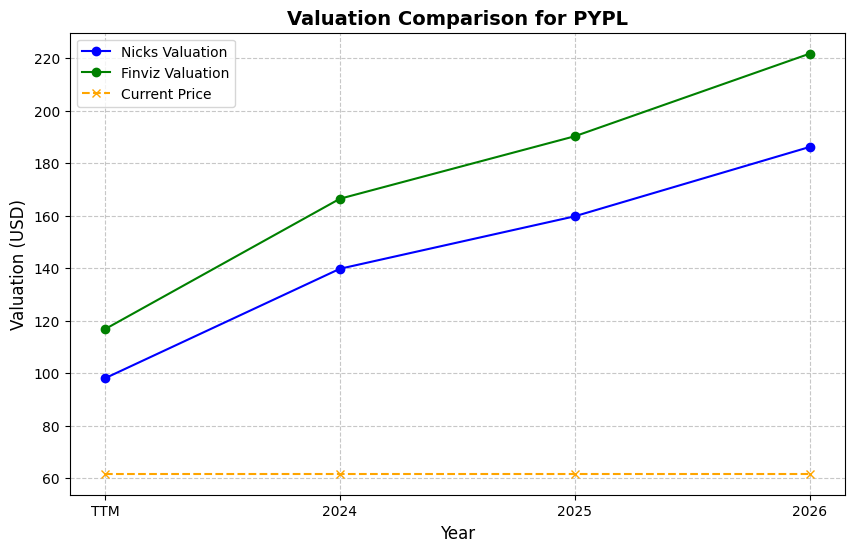 Valuation Comparison for PYPL
Nicks Valuation
Finviz Valuation
Current Price
Valuation (USD)
220
200
180
160
140
120
100
80
60
TTM
2024
2025
2026
Year